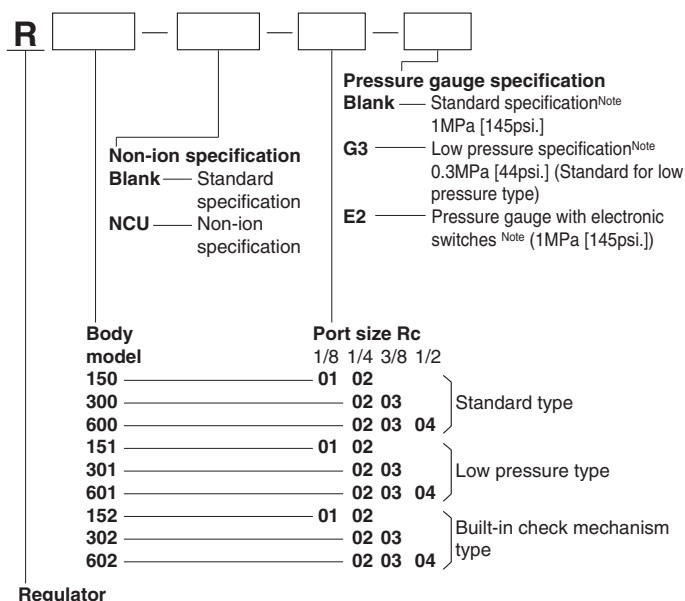 R
Pressure gauge specification
Blank Standard specificationNote
1MPa [145psi.]
G3 Low pressure specificationNote
0.3MPa [44psi.] (Standard for low
pressure type)
E2 Pressure gauge with electronic
switches Note (1MPa [145psi.])
Non-ion specification
Blank Standard
specification
NCU Non-ion
specification
Body
model
Port size Rc
1/8 1/4 3/8 1/2
150 01 02
300 02 03
600 02 03 04
Standard type
151 01 02
301 02 03
601 02 03 04
Low pressure type
152 01 02
302 02 03
602 02 03 04
Built-in check mechanism
type
Regulator